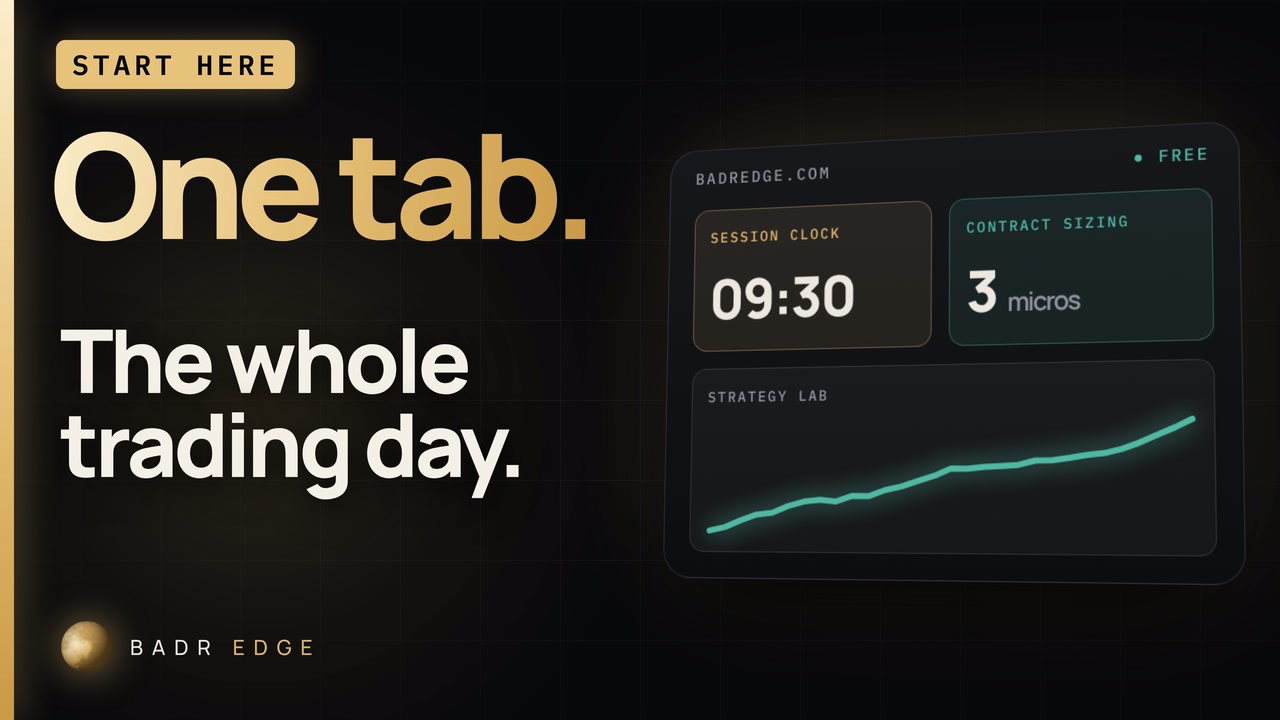 START HERE
One tab.
The whole
trading day.
BADR EDGE
BADREDGE.COM
• FREE
SESSION CLOCK
09:30
CONTRACT SIZING
3 micros
STRATEGY LAB